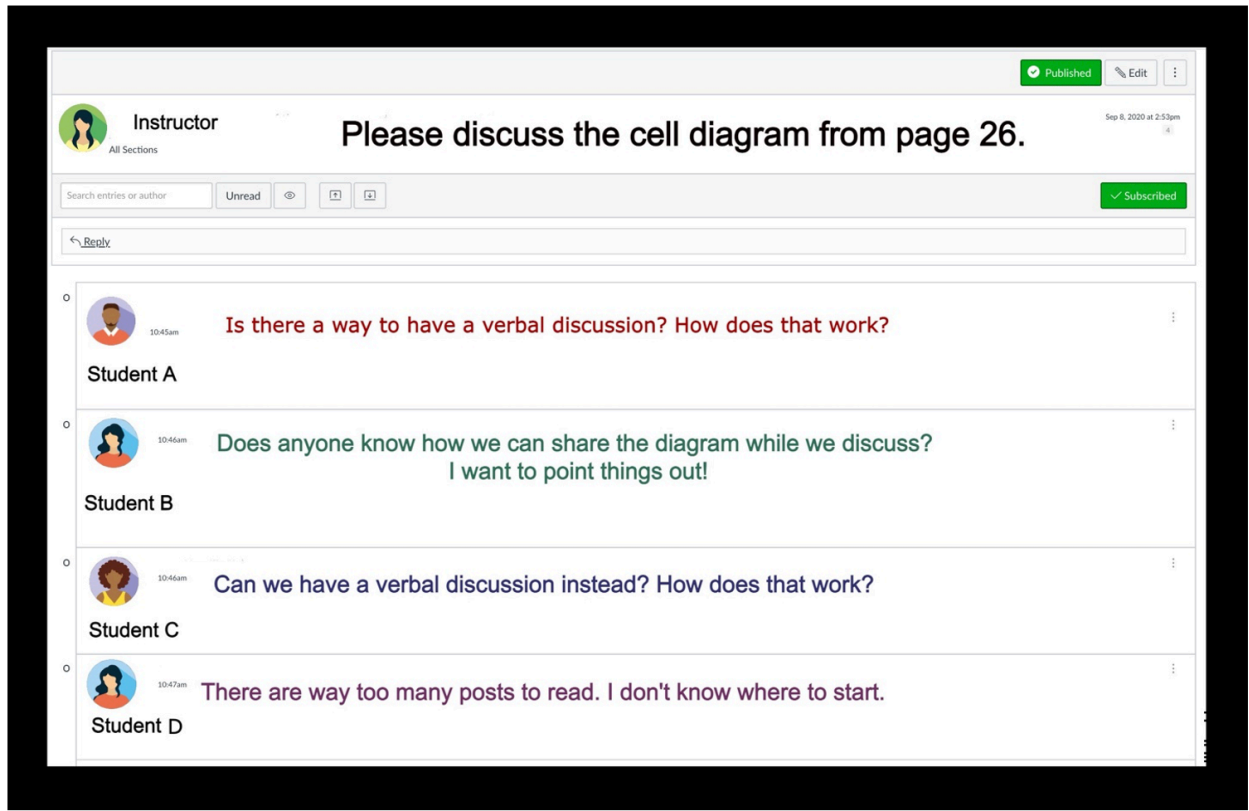 Published
Edit
Instructor
All Sections
Please discuss the cell diagram from page 26.
Sep 8, 2020 at 2:53pm
4
Search entries or author
Unread
Subscribed
Reply
10:45am
Is there a way to have a verbal discussion? How does that work?
Student A
10:46am
Does anyone know how we can share the diagram while we discuss?
I want to point things out!
Student B
10:46am
Can we have a verbal discussion instead? How does that work?
Student C
10:47am
There are way too many posts to read. I don't know where to start.
Student D